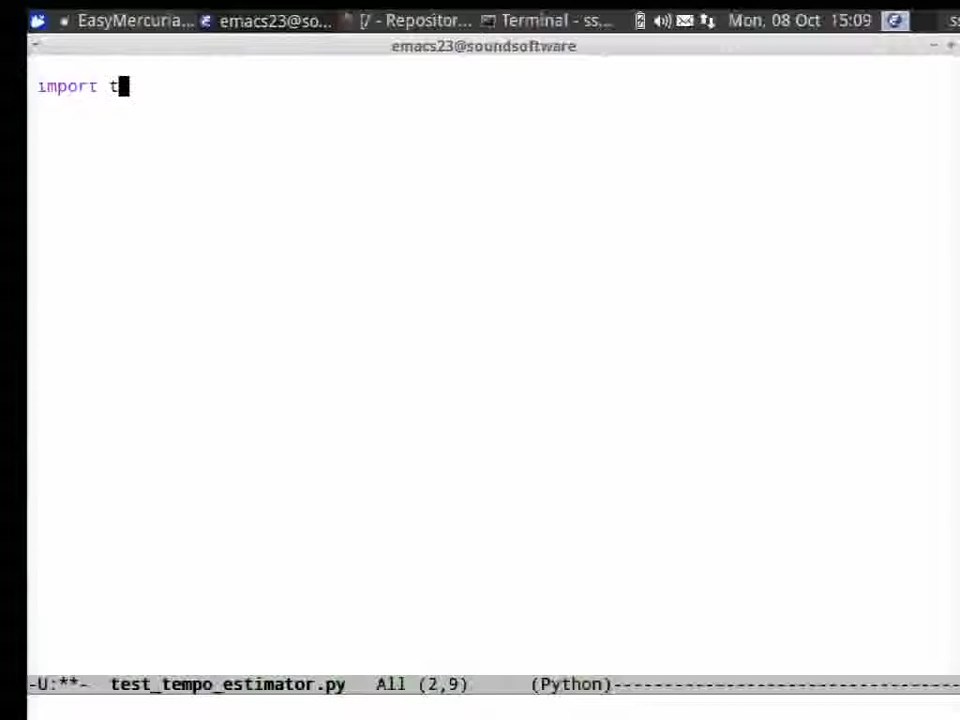 EasyMercuria... emacs23@so... [/ - Repositor... Terminal - ss... Mon, 08 Oct 15:09
emacs23@soundsoftware
import t
-U:**- test_tempo_estimator.py All (2,9) (Python)--------------------------------------